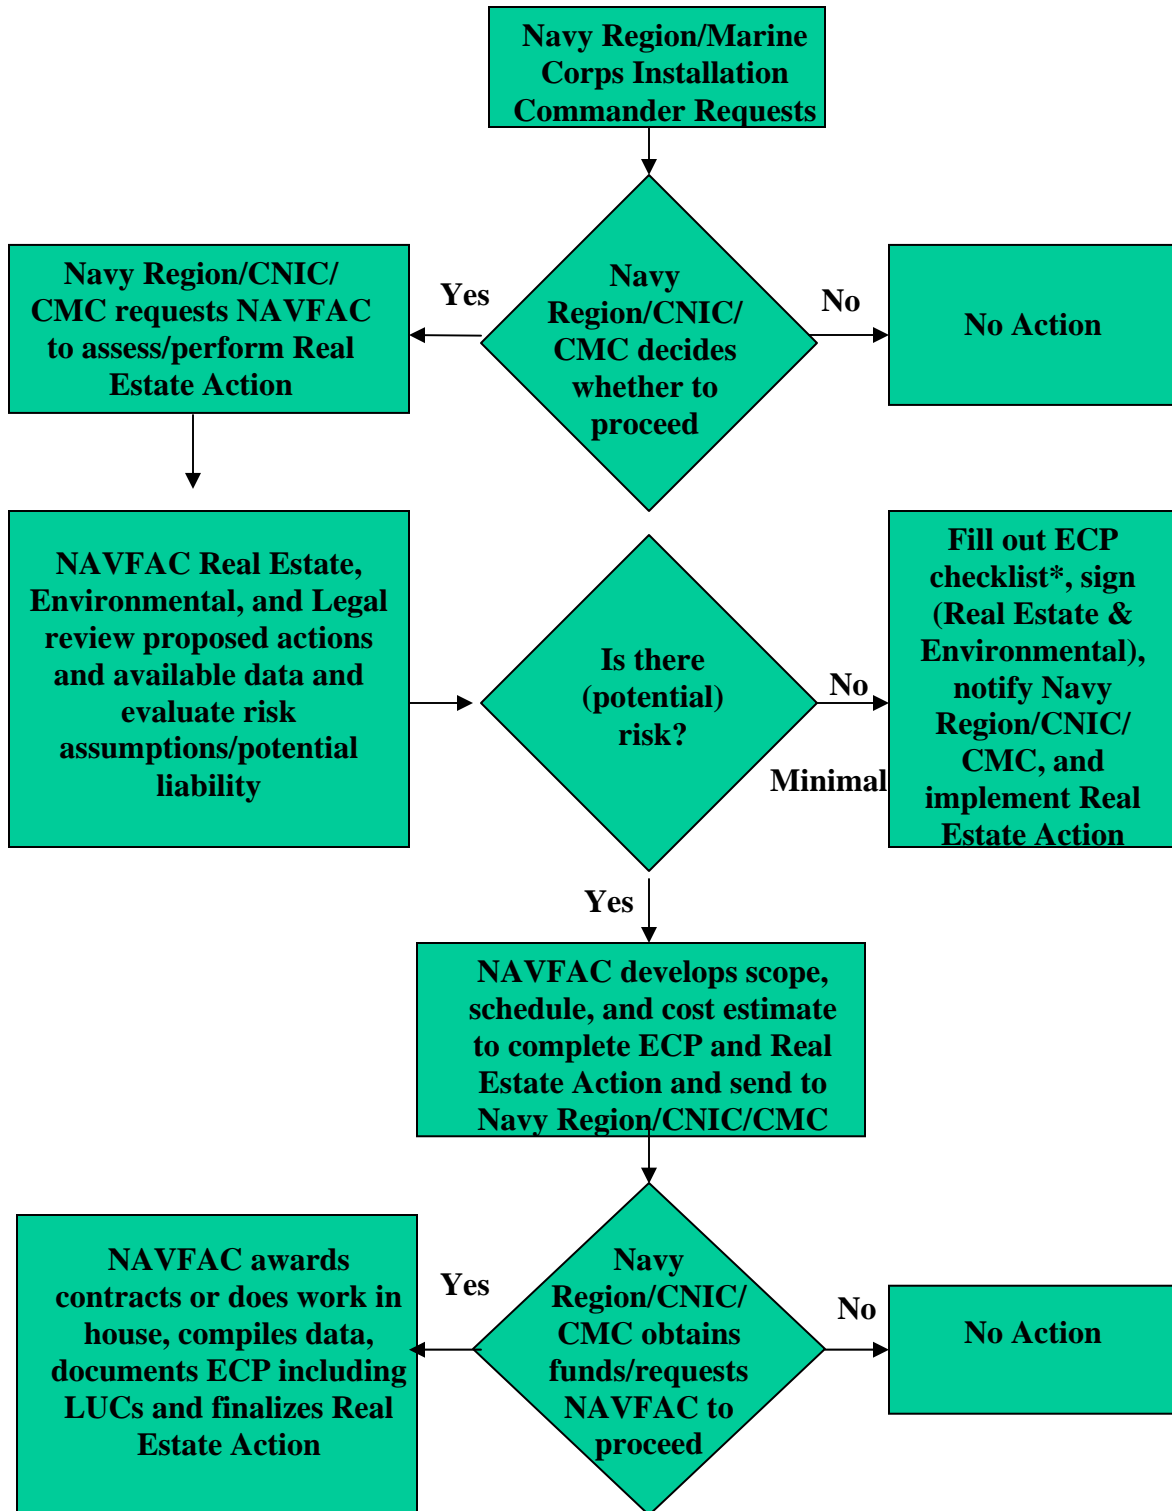 Navy Region/Marine
Corps Installation
Commander Requests
Navy
Region/CNIC/
CMC decides
whether to
proceed
Yes
No
Navy Region/CNIC/
CMC requests NAVFAC
to assess/perform Real
Estate Action
No Action
NAVFAC Real Estate,
Environmental, and Legal
review proposed actions
and available data and
evaluate risk
assumptions/potential
liability
Is there
(potential)
risk?
No
Minimal
Fill out ECP
checklist*, sign
(Real Estate &
Environmental),
notify Navy
Region/CNIC/
CMC, and
implement Real
Estate Action
Yes
NAVFAC develops scope,
schedule, and cost estimate
to complete ECP and Real
Estate Action and send to
Navy Region/CNIC/CMC
Navy
Region/CNIC/
CMC obtains
funds/requests
NAVFAC to
proceed
Yes
No
NAVFAC awards
contracts or does work in
house, compiles data,
documents ECP including
LUCs and finalizes Real
Estate Action
No Action